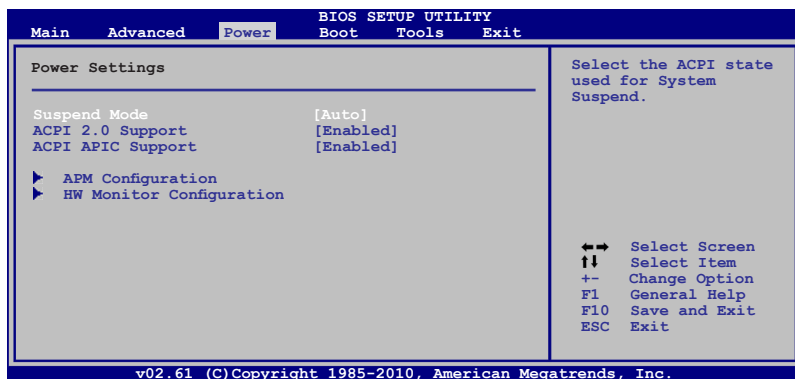 BIOS SETUP UTILITY
Main Advanced Power Boot Tools Exit
Power Settings
Suspend Mode [Auto]
ACPI 2.0 Support [Enabled]
ACPI APIC Support [Enabled]
APM Configuration
HW Monitor Configuration
Select the ACPI state
used for System
Suspend.
←→ Select Screen
↑↓ Select Item
+- Change Option
F1 General Help
F10 Save and Exit
ESC Exit
v02.61 (C)Copyright 1985-2010, American Megatrends, Inc.